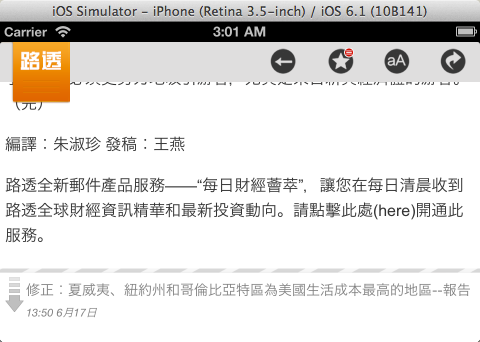 iOS Simulator - iPhone (Retina 3.5-inch) / iOS 6.1 (10B141)
Carrier 3:01 AM
路透 aA
（完）
編譯：朱淑珍 發稿：王燕
路透全新郵件產品服務——“每日財經薈萃”，讓您在每日清晨收到
路透全球財經資訊精華和最新投資動向。請點擊此處(here)開通此
服務。
修正：夏威夷、紐約州和哥倫比亞特區為美國生活成本最高的地區--報告
13:50 6月17日